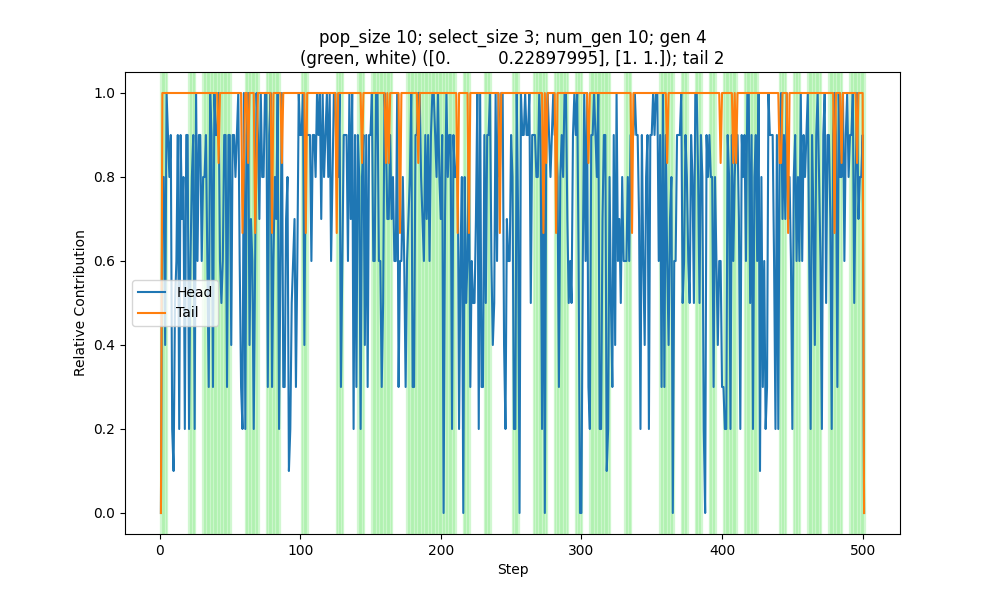 pop_size 10; select_size 3; num_gen 10; gen 4
(green, white) ([0.         0.22897995], [1. 1.]); tail 2
Relative Contribution
1.0
0.8
0.6
0.4
0.2
0.0
Head
Tail
0 100 200 300 400 500
Step